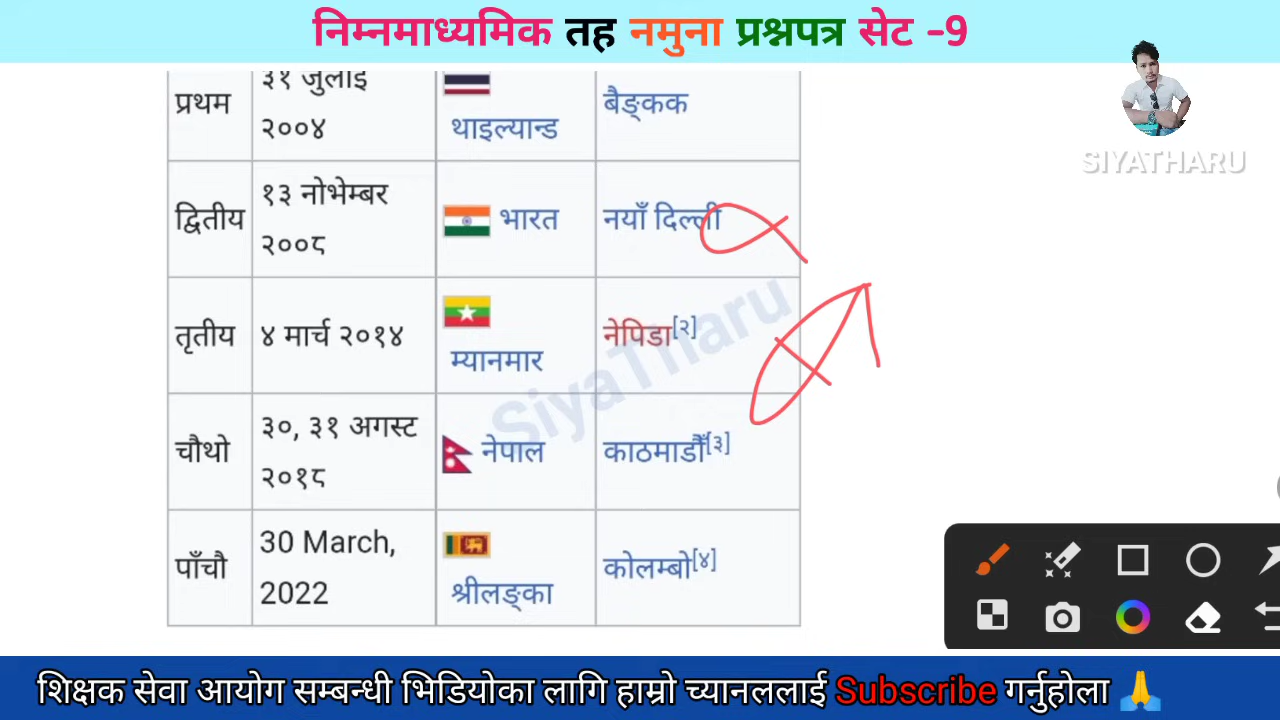 निम्नमाध्यमिक तह नमुना प्रश्नपत्र सेट -9
SIYATHARU
प्रथम
३१ जुलाई
२००४
थाइल्यान्ड
बैङ्कक
द्वितीय
१३ नोभेम्बर
२००८
भारत
नयाँ दिल्ली
तृतीय
४ मार्च २०१४
म्यानमार
नेपिडा[२]
चौथो
३०, ३१ अगस्ट
२०१८
नेपाल
काठमाडौँ[३]
पाँचौ
30 March,
2022
श्रीलङ्का
कोलम्बो[४]
SiyaTharu
शिक्षक सेवा आयोग सम्बन्धी भिडियोका लागि हाम्रो च्यानललाई Subscribe गर्नुहोला 🙏